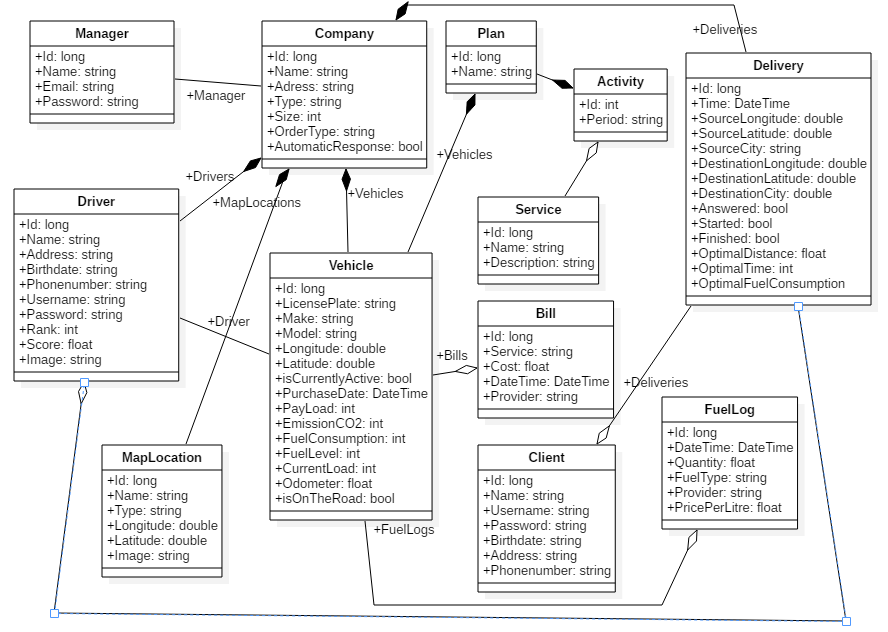 Manager
+Id: long
+Name: string
+Email: string
+Password: string
+Manager
Company
+Id: long
+Name: string
+Adress: string
+Type: string
+Size: int
+OrderType: string
+AutomaticResponse: bool
Plan
+Id: long
+Name: string
Activity
+Id: int
+Period: string
+Deliveries
Delivery
+Id: long
+Time: DateTime
+SourceLongitude: double
+SourceLatitude: double
+SourceCity: string
+DestinationLongitude: double
+DestinationLatitude: double
+DestinationCity: double
+Answered: bool
+Started: bool
+Finished: bool
+OptimalDistance: float
+OptimalTime: int
+OptimalFuelConsumption
+Drivers
+MapLocations
+Vehicles
+Vehicles
Driver
+Id: long
+Name: string
+Address: string
+Birthdate: string
+Phonenumber: string
+Username: string
+Password: string
+Rank: int
+Score: float
+Image: string
+Driver
Service
+Id: long
+Name: string
+Description: string
Vehicle
+Id: long
+LicensePlate: string
+Make: string
+Model: string
+Longitude: double
+Latitude: double
+isCurrentlyActive: bool
+PurchaseDate: DateTime
+PayLoad: int
+EmissionCO2: int
+FuelConsumption: int
+FuelLevel: int
+CurrentLoad: int
+Odometer: float
+isOnTheRoad: bool
+Bills
Bill
+Id: long
+Service: string
+Cost: float
+DateTime: DateTime
+Provider: string
+Deliveries
FuelLog
+Id: long
+DateTime: DateTime
+Quantity: float
+FuelType: string
+Provider: string
+PricePerLitre: float
MapLocation
+Id: long
+Name: string
+Type: string
+Longitude: double
+Latitude: double
+Image: string
Client
+Id: long
+Name: string
+Username: string
+Password: string
+Birthdate: string
+Address: string
+Phonenumber: string
+FuelLogs